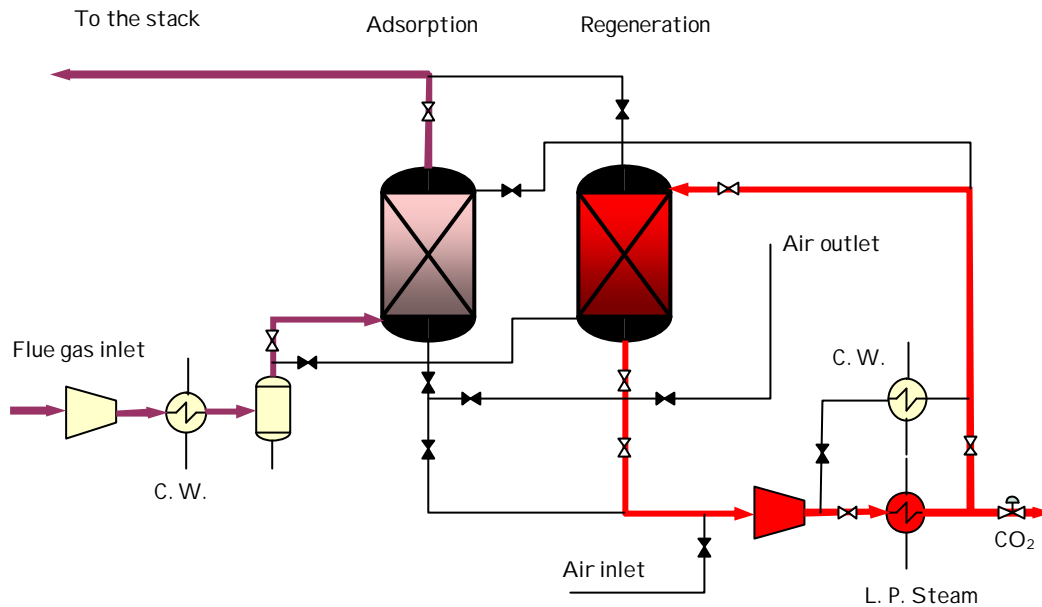 To the stack
Adsorption
Regeneration
Air outlet
Flue gas inlet
C. W.
C. W.
CO₂
Air inlet
L. P. Steam